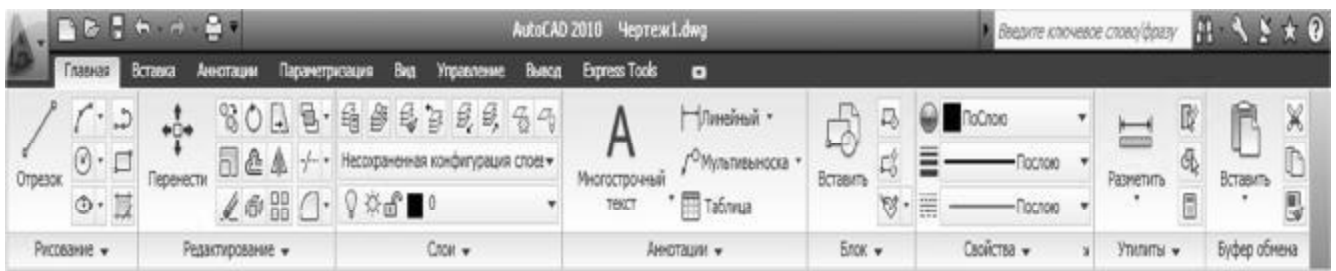 AutoCAD 2010 Чертеж1.dwg Введите ключевое слово/фразу
Главная Вставка Аннотации Параметризация Вид Управление Вывод Express Tools
Отрезок
Перенести
Несохраненная конфигурация слоев
0
Многострочный
текст
Линейный
Мультивыноска
Таблица
Вставить
ПоСлою
Послою
Послою
Разметить
Вставить
Рисование Редактирование Слои Аннотации Блок Свойства Утилиты Буфер обмена